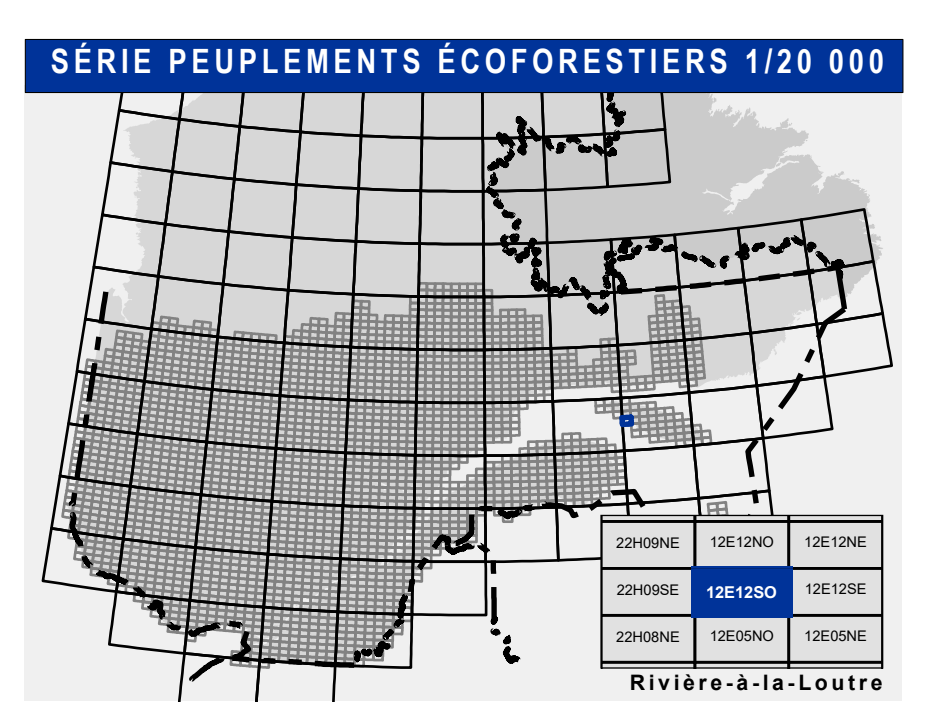 SÉRIE PEUPLEMENTS ÉCOFORESTIERS 1/20 000
22H09NE 12E12NO 12E12NE
22H09SE 12E12SO 12E12SE
22H08NE 12E05NO 12E05NE
Rivière-à-la-Loutre